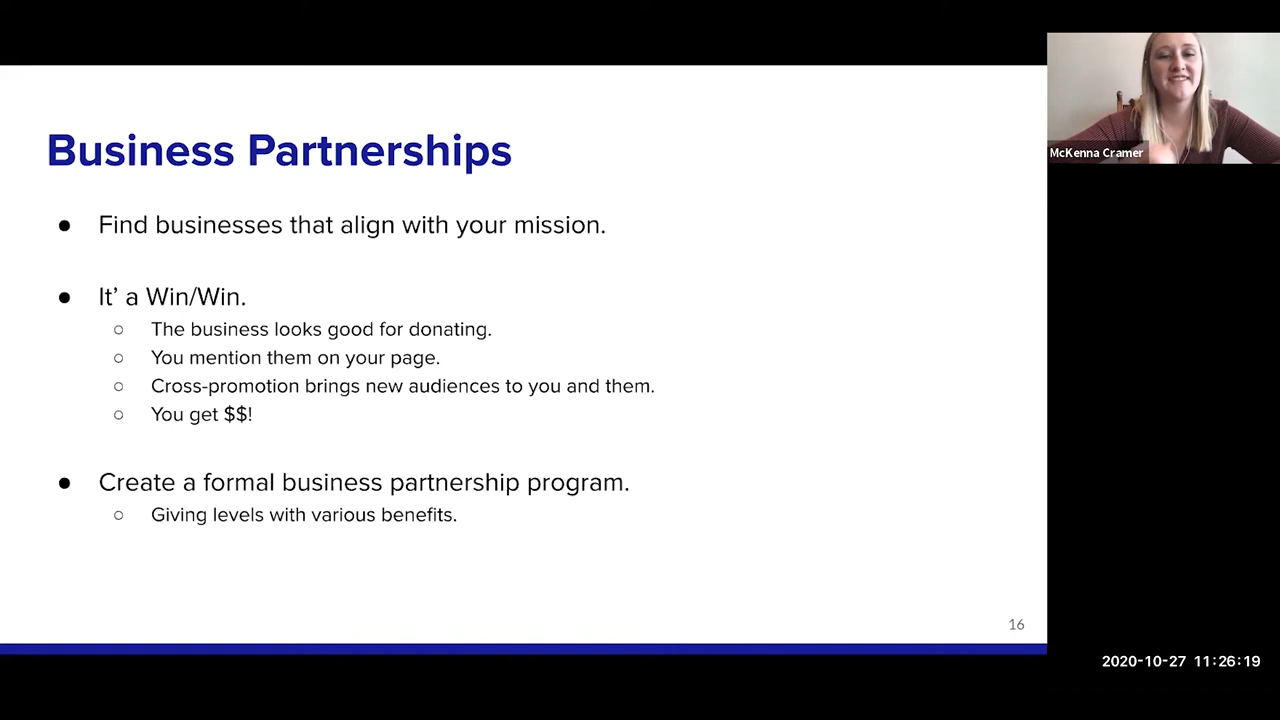 Business Partnerships
● Find businesses that align with your mission.
● It’ a Win/Win.
○ The business looks good for donating.
○ You mention them on your page.
○ Cross-promotion brings new audiences to you and them.
○ You get $$!
● Create a formal business partnership program.
○ Giving levels with various benefits.
16
McKenna Cramer
2020-10-27 11:26:19